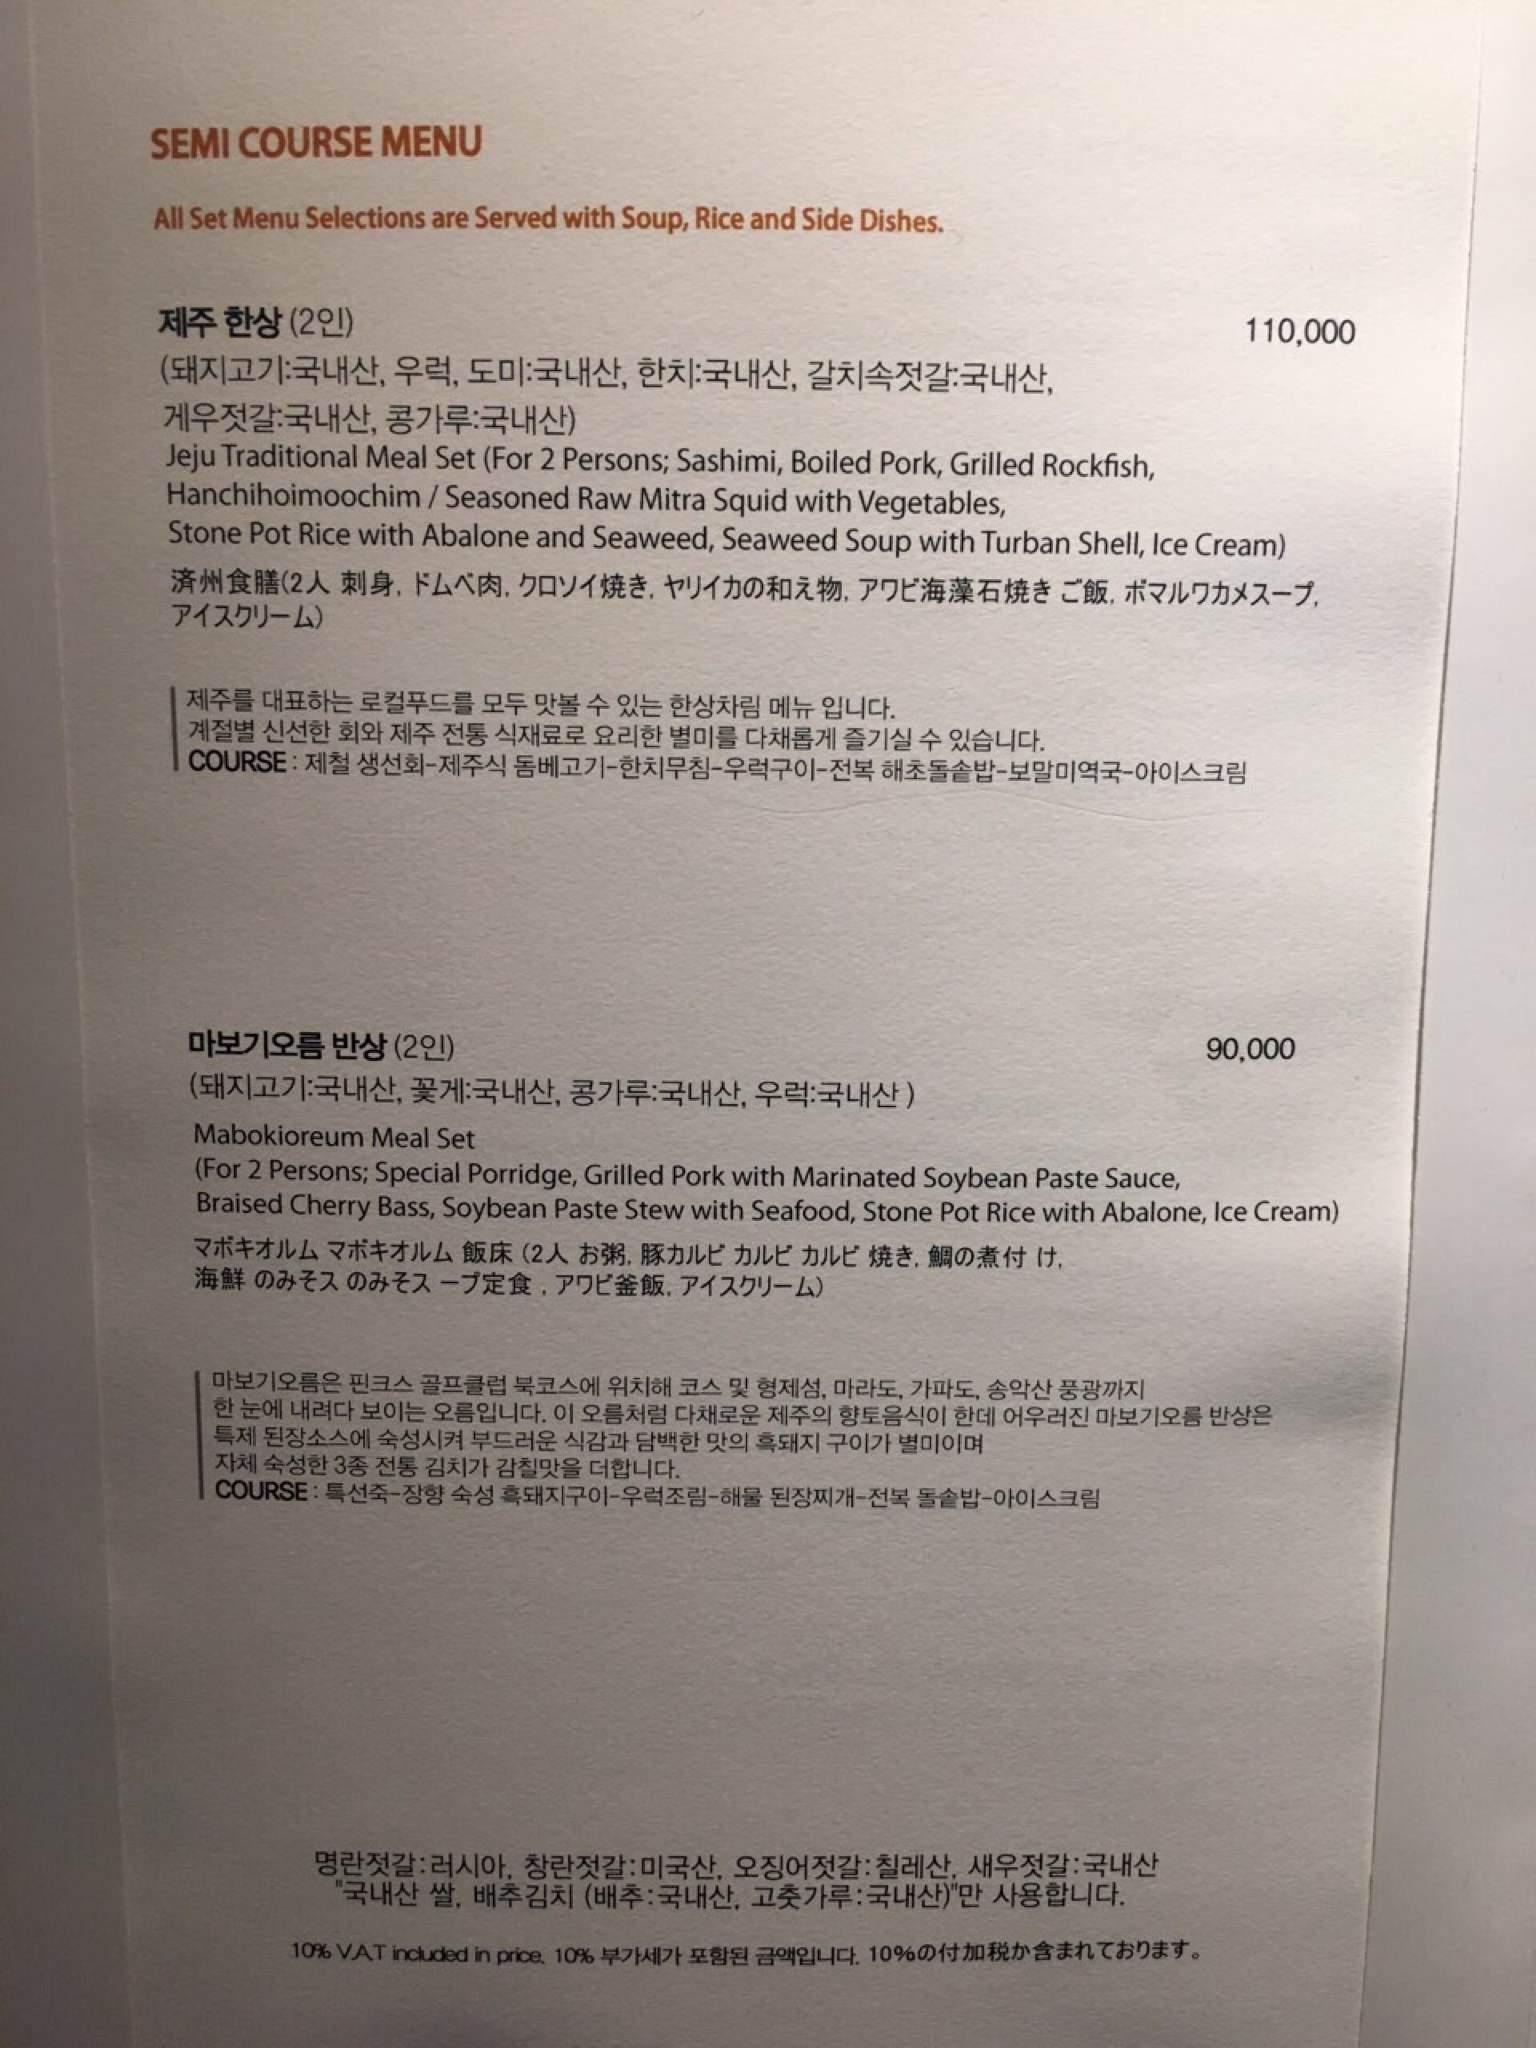 SEMI COURSE MENU
All Set Menu Selections are Served with Soup, Rice and Side Dishes.
제주 한상 (2인) 110,000
(돼지고기:국내산, 우럭, 도미:국내산, 한치:국내산, 갈치속젓갈:국내산,
게우젓갈:국내산, 콩가루:국내산)
Jeju Traditional Meal Set (For 2 Persons; Sashimi, Boiled Pork, Grilled Rockfish,
Hanchihoimoochim / Seasoned Raw Mitra Squid with Vegetables,
Stone Pot Rice with Abalone and Seaweed, Seaweed Soup with Turban Shell, Ice Cream)
済州食膳(2人 刺身, ドムベ肉, クロソイ焼き, ヤリイカの和え物, アワビ海藻石焼き ご飯, ボマルワカメスープ,
アイスクリーム)
제주를 대표하는 로컬푸드를 모두 맛볼 수 있는 한상차림 메뉴 입니다.
계절별 신선한 회와 제주 전통 식재료로 요리한 별미를 다채롭게 즐기실 수 있습니다.
COURSE : 제철 생선회-제주식 돔베고기-한치무침-우럭구이-전복 해초돌솥밥-보말미역국-아이스크림
마보기오름 반상 (2인) 90,000
(돼지고기:국내산, 꽃게:국내산, 콩가루:국내산, 우럭:국내산 )
Mabokioreum Meal Set
(For 2 Persons; Special Porridge, Grilled Pork with Marinated Soybean Paste Sauce,
Braised Cherry Bass, Soybean Paste Stew with Seafood, Stone Pot Rice with Abalone, Ice Cream)
マボキオルム マボキオルム 飯床 (2人 お粥, 豚カルビ カルビ カルビ 焼き, 鯛の煮付 け,
海鮮 のみそス のみそス ープ定食 , アワビ釜飯, アイスクリーム)
마보기오름은 핀크스 골프클럽 북코스에 위치해 코스 및 형제섬, 마라도, 가파도, 송악산 풍광까지
한 눈에 내려다 보이는 오름입니다. 이 오름처럼 다채로운 제주의 향토음식이 한데 어우러진 마보기오름 반상은
특제 된장소스에 숙성시켜 부드러운 식감과 담백한 맛의 흑돼지 구이가 별미이며
자체 숙성한 3종 전통 김치가 감칠맛을 더합니다.
COURSE : 특선죽-장향 숙성 흑돼지구이-우럭조림-해물 된장찌개-전복 돌솥밥-아이스크림
명란젓갈:러시아, 창란젓갈:미국산, 오징어젓갈:칠레산, 새우젓갈:국내산
"국내산 쌀, 배추김치 (배추:국내산, 고춧가루:국내산)"만 사용합니다.
10% V.A.T included in price. 10% 부가세가 포함된 금액입니다. 10%の付加税か含まれております。